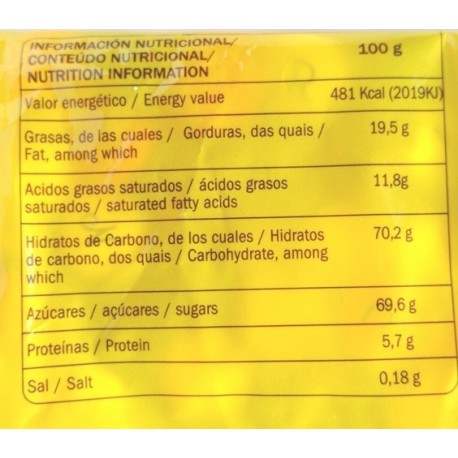 INFORMACIÓN NUTRICIONAL/
CONTEÚDO NUTRICIONAL/
NUTRITION INFORMATION
100 g
Valor energético / Energy value
481 Kcal (2019KJ)
Grasas, de las cuales / Gorduras, das quais /
Fat, among which
19,5 g
Acidos grasos saturados / ácidos grasos
saturados / saturated fatty acids
11,8g
Hidratos de Carbono, de los cuales / Hidratos
de carbono, dos quais / Carbohydrate, among
which
70,2 g
Azúcares / açúcares / sugars
69,6 g
Proteínas / Protein
5,7 g
Sal / Salt
0,18 g